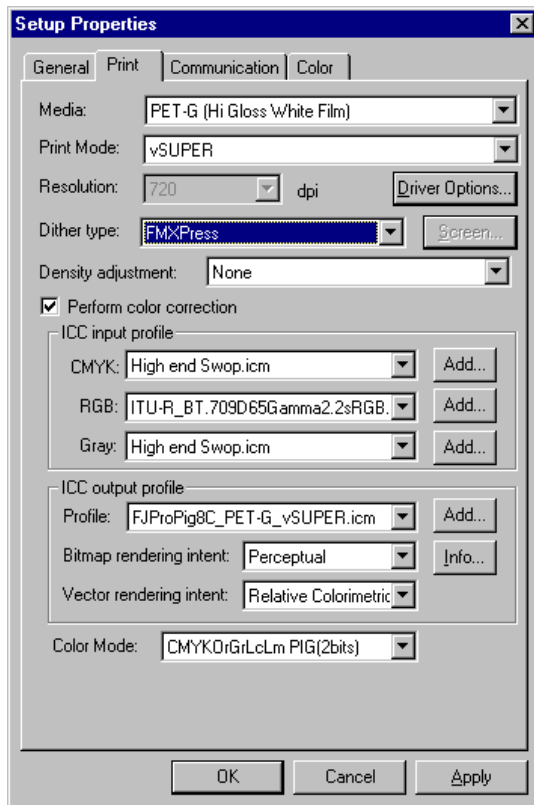 Setup Properties
General Print Communication Color
Media: PET-G (Hi Gloss White Film)
Print Mode: vSUPER
Resolution: 720 dpi Driver Options...
Dither type: FMXPress Screen...
Density adjustment: None
Perform color correction
ICC input profile
CMYK: High end Swop.icm Add...
RGB: ITU-R_BT.709D65Gamma2.2sRGB. Add...
Gray: High end Swop.icm Add...
ICC output profile
Profile: FJProPig8C_PET-G_vSUPER.icm Add...
Bitmap rendering intent: Perceptual Info...
Vector rendering intent: Relative Colorimetric
Color Mode: CMYKOrGrLcLm PIG(2bits)
OK Cancel Apply